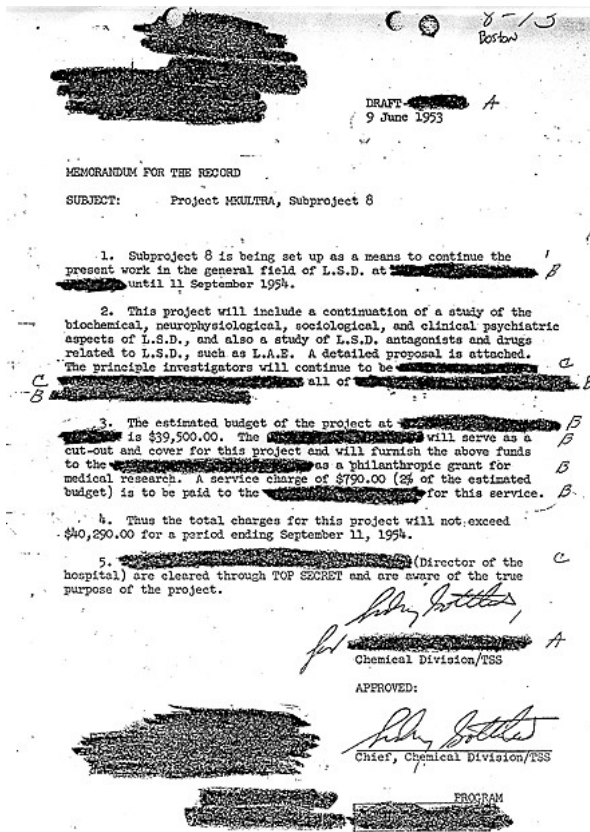 8-13
Boston
DRAFT- A
9 June 1953
MEMORANDUM FOR THE RECORD
SUBJECT: Project MKULTRA, Subproject 8
1. Subproject 8 is being set up as a means to continue the
present work in the general field of L.S.D. at B
until 11 September 1954.
2. This project will include a continuation of a study of the
biochemical, neurophysiological, sociological, and clinical psychiatric
aspects of L.S.D., and also a study of L.S.D. antagonists and drugs
related to L.S.D., such as L.A.E. A detailed proposal is attached.
The principle investigators will continue to be C
C all of B
B
3. The estimated budget of the project at B
is $39,500.00. The will serve as a B
cut-out and cover for this project and will furnish the above funds
to the as a philanthropic grant for B
medical research. A service charge of $790.00 (2% of the estimated
budget) is to be paid to the for this service. B
4. Thus the total charges for this project will not exceed
$40,290.00 for a period ending September 11, 1954.
5. (Director of the C
hospital) are cleared through TOP SECRET and are aware of the true
purpose of the project.
Sidney Gottlieb,
for A
Chemical Division/TSS
APPROVED:
Sidney Gottlieb
Chief, Chemical Division/TSS
PROGRAM